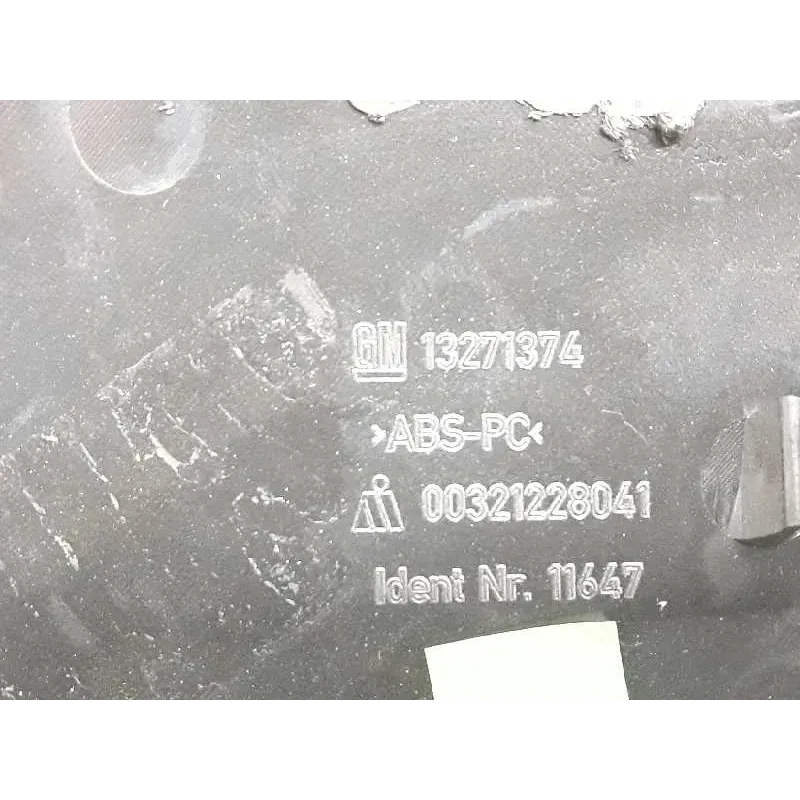 GM 13271374
>ABS-PC<
00321228041
Ident Nr. 11647